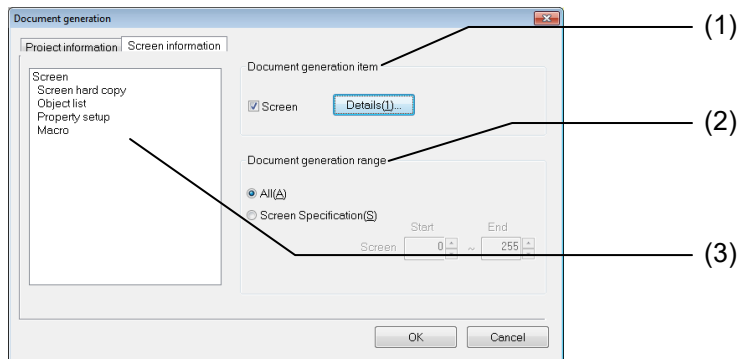 Document generation
Project information
Screen information
(1)
Screen
Screen hard copy
Object list
Property setup
Macro
Document generation item
Screen
Details(1)...
(2)
Document generation range
All(A)
Screen Specification(S)
Start End
Screen 0 ~ 255
(3)
OK Cancel